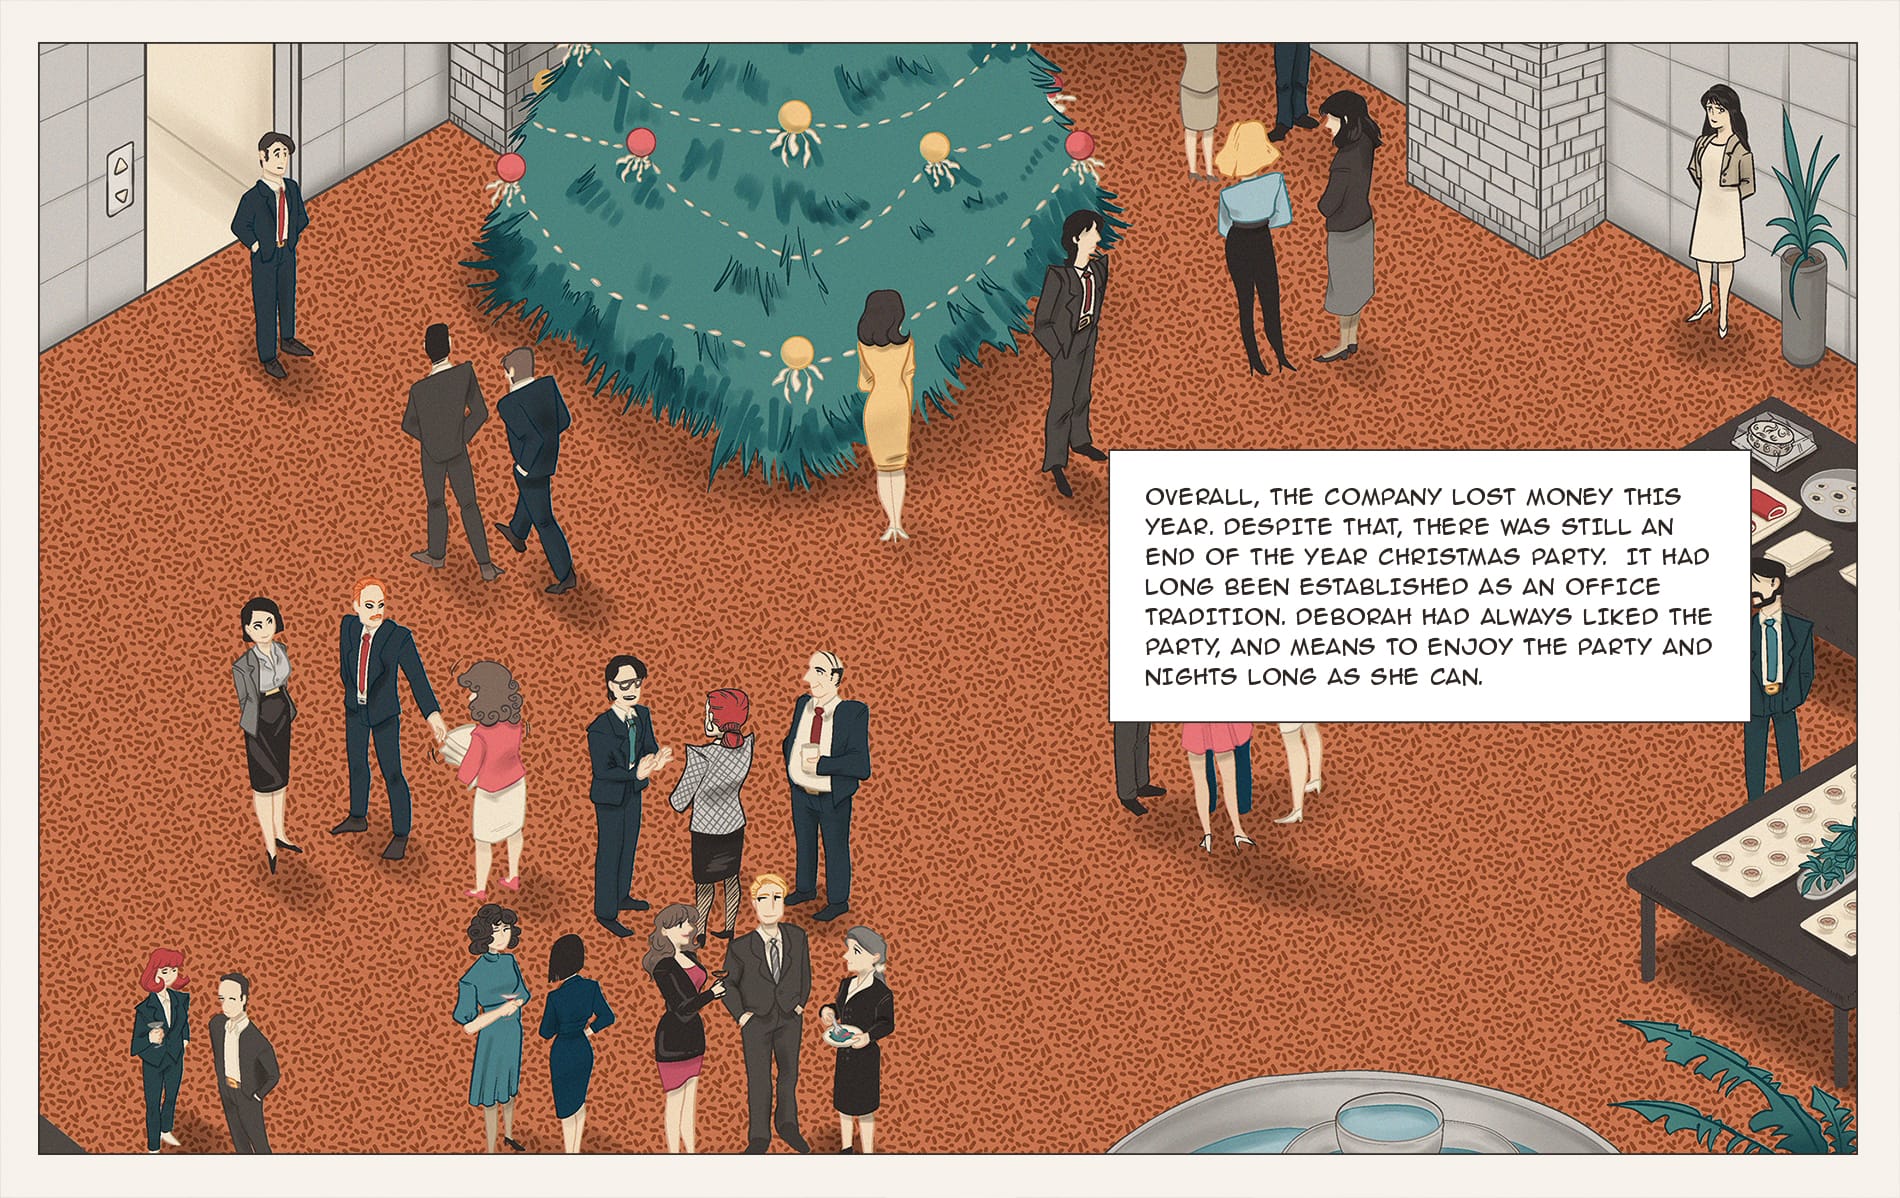 OVERALL, THE COMPANY LOST MONEY THIS
YEAR. DESPITE THAT, THERE WAS STILL AN
END OF THE YEAR CHRISTMAS PARTY.  IT HAD
LONG BEEN ESTABLISHED AS AN OFFICE
TRADITION. DEBORAH HAD ALWAYS LIKED THE
PARTY, AND MEANS TO ENJOY THE PARTY AND
NIGHTS LONG AS SHE CAN.